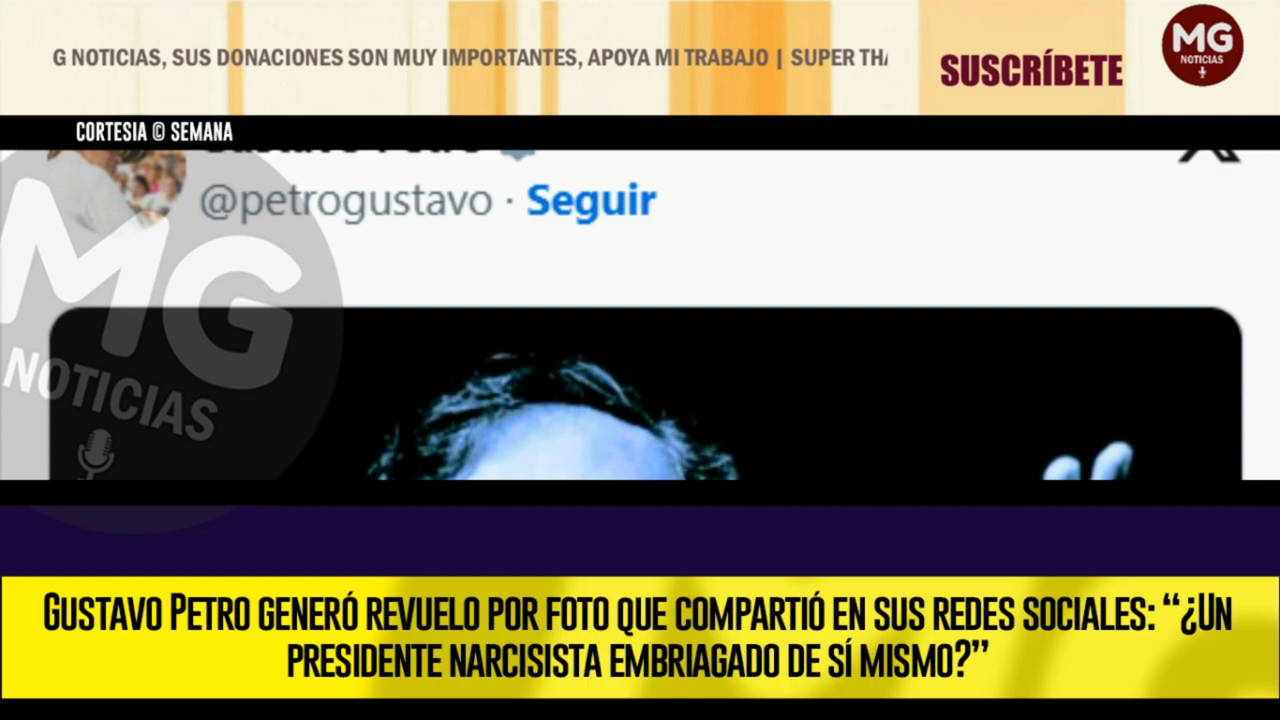 G NOTICIAS, SUS DONACIONES SON MUY IMPORTANTES, APOYA MI TRABAJO | SUPER
SUSCRÍBETE
MG
NOTICIAS
CORTESIA © SEMANA
@petrogustavo · Seguir
MG
NOTICIAS
GUSTAVO PETRO GENERÓ REVUELO POR FOTO QUE COMPARTIÓ EN SUS REDES SOCIALES: “¿UN
PRESIDENTE NARCISISTA EMBRIAGADO DE SÍ MISMO?”